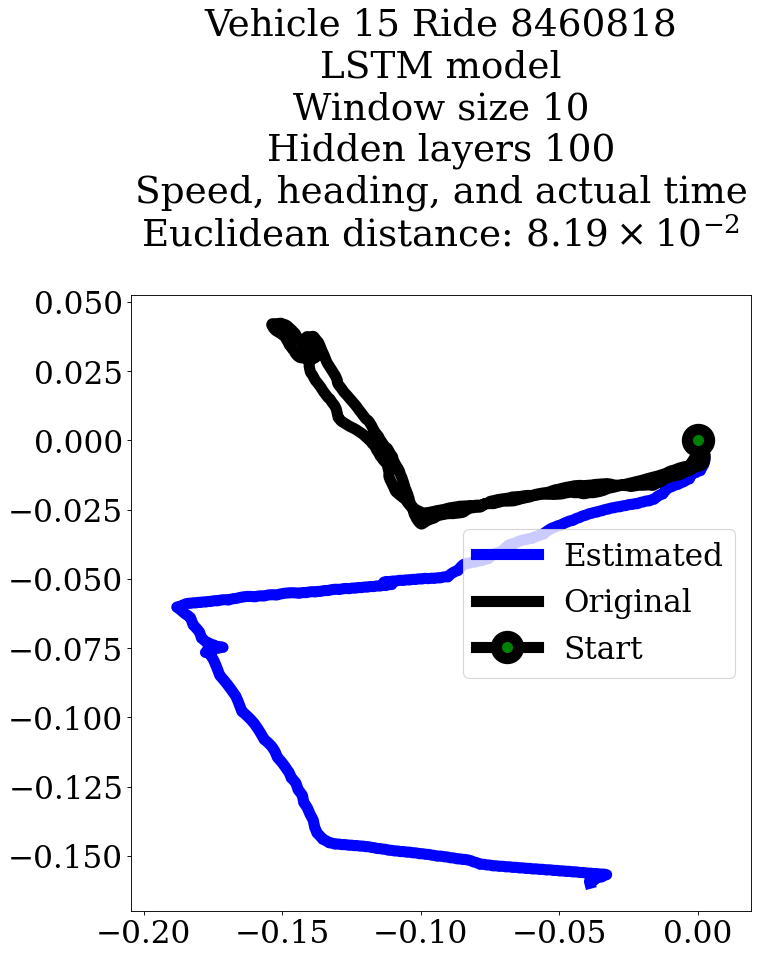 Vehicle 15 Ride 8460818
LSTM model
Window size 10
Hidden layers 100
Speed, heading, and actual time
Euclidean distance: 8.19 × 10⁻²
0.050
0.025
0.000
−0.025
−0.050
−0.075
−0.100
−0.125
−0.150
Estimated
Original
Start
−0.20 −0.15 −0.10 −0.05 0.00